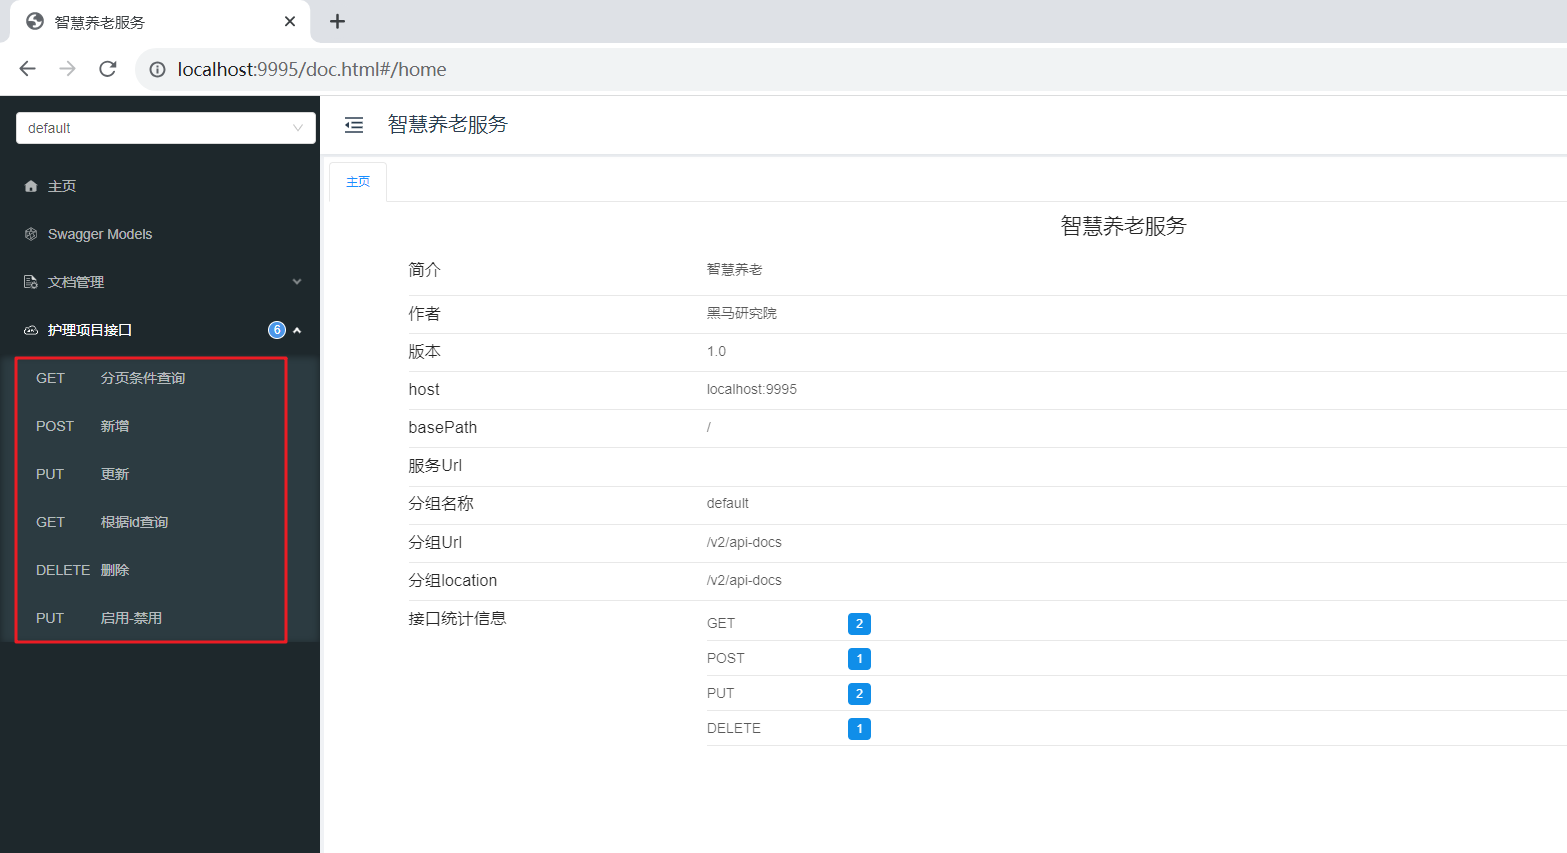 智慧养老服务
localhost:9995/doc.html#/home
default
主页
Swagger Models
文档管理
护理项目接口 6
GET 分页条件查询
POST 新增
PUT 更新
GET 根据id查询
DELETE 删除
PUT 启用-禁用
智慧养老服务
主页
智慧养老服务
简介 智慧养老
作者 黑马研究院
版本 1.0
host localhost:9995
basePath /
服务Url
分组名称 default
分组Url /v2/api-docs
分组location /v2/api-docs
接口统计信息
GET 2
POST 1
PUT 2
DELETE 1